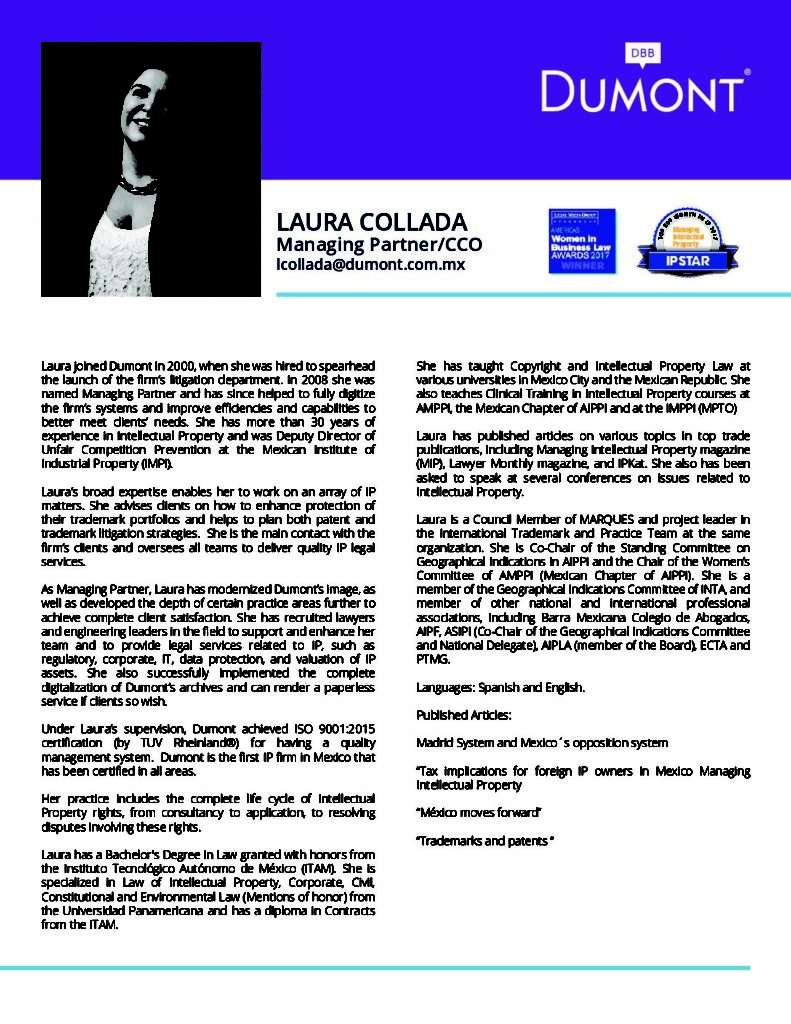 DBB
DUMONT®
LAURA COLLADA
Managing Partner/CCO
lcollada@dumont.com.mx
LEGAL MEDIA GROUP
AMERICAS
Women in
Business Law
AWARDS 2017
WINNER
Managing
Intellectual
Property
IPSTAR
Laura joined Dumont in 2000, when she was hired to spearhead
the launch of the firm's litigation department. In 2008 she was
named Managing Partner and has since helped to fully digitize
the firm's systems and improve efficiencies and capabilities to
better meet clients' needs. She has more than 30 years of
experience in Intellectual Property and was Deputy Director of
Unfair Competition Prevention at the Mexican Institute of
Industrial Property (IMPI).
Laura's broad expertise enables her to work on an array of IP
matters. She advises clients on how to enhance protection of
their trademark portfolios and helps to plan both patent and
trademark litigation strategies. She is the main contact with the
firm's clients and oversees all teams to deliver quality IP legal
services.
As Managing Partner, Laura has modernized Dumont's image, as
well as developed the depth of certain practice areas further to
achieve complete client satisfaction. She has recruited lawyers
and engineering leaders in the field to support and enhance her
team and to provide legal services related to IP, such as
regulatory, corporate, IT, data protection, and valuation of IP
assets. She also successfully implemented the complete
digitalization of Dumont's archives and can render a paperless
service if clients so wish.
Under Laura's supervision, Dumont achieved ISO 9001:2015
certification (by TUV Rheinland®) for having a quality
management system. Dumont is the first IP firm in Mexico that
has been certified in all areas.
Her practice includes the complete life cycle of Intellectual
Property rights, from consultancy to application, to resolving
disputes involving these rights.
Laura has a Bachelor's Degree in Law granted with honors from
the Instituto Tecnológico Autónomo de México (ITAM). She is
specialized in Law of Intellectual Property, Corporate, Civil,
Constitutional and Environmental Law (Mentions of honor) from
the Universidad Panamericana and has a diploma in Contracts
from the ITAM.
She has taught Copyright and Intellectual Property Law at
various universities in Mexico City and the Mexican Republic. She
also teaches Clinical Training in Intellectual Property courses at
AMPPI, the Mexican Chapter of AIPPI and at the IMPPI (MPTO)
Laura has published articles on various topics in top trade
publications, including Managing Intellectual Property magazine
(MIP), Lawyer Monthly magazine, and IPKat. She also has been
asked to speak at several conferences on issues related to
Intellectual Property.
Laura is a Council Member of MARQUES and project leader in
the International Trademark and Practice Team at the same
organization. She is Co-Chair of the Standing Committee on
Geographical Indications in AIPPI and the Chair of the Women's
Committee of AMPPI (Mexican Chapter of AIPPI). She is a
member of the Geographical Indications Committee of INTA, and
member of other national and international professional
associations, including Barra Mexicana Colegio de Abogados,
AIPF, ASIPI (Co-Chair of the Geographical Indications Committee
and National Delegate), AIPLA (member of the Board), ECTA and
PTMG.
Languages: Spanish and English.
Published Articles:
Madrid System and Mexico´s opposition system
"Tax implications for foreign IP owners in Mexico Managing
Intellectual Property
"México moves forward"
"Trademarks and patents "